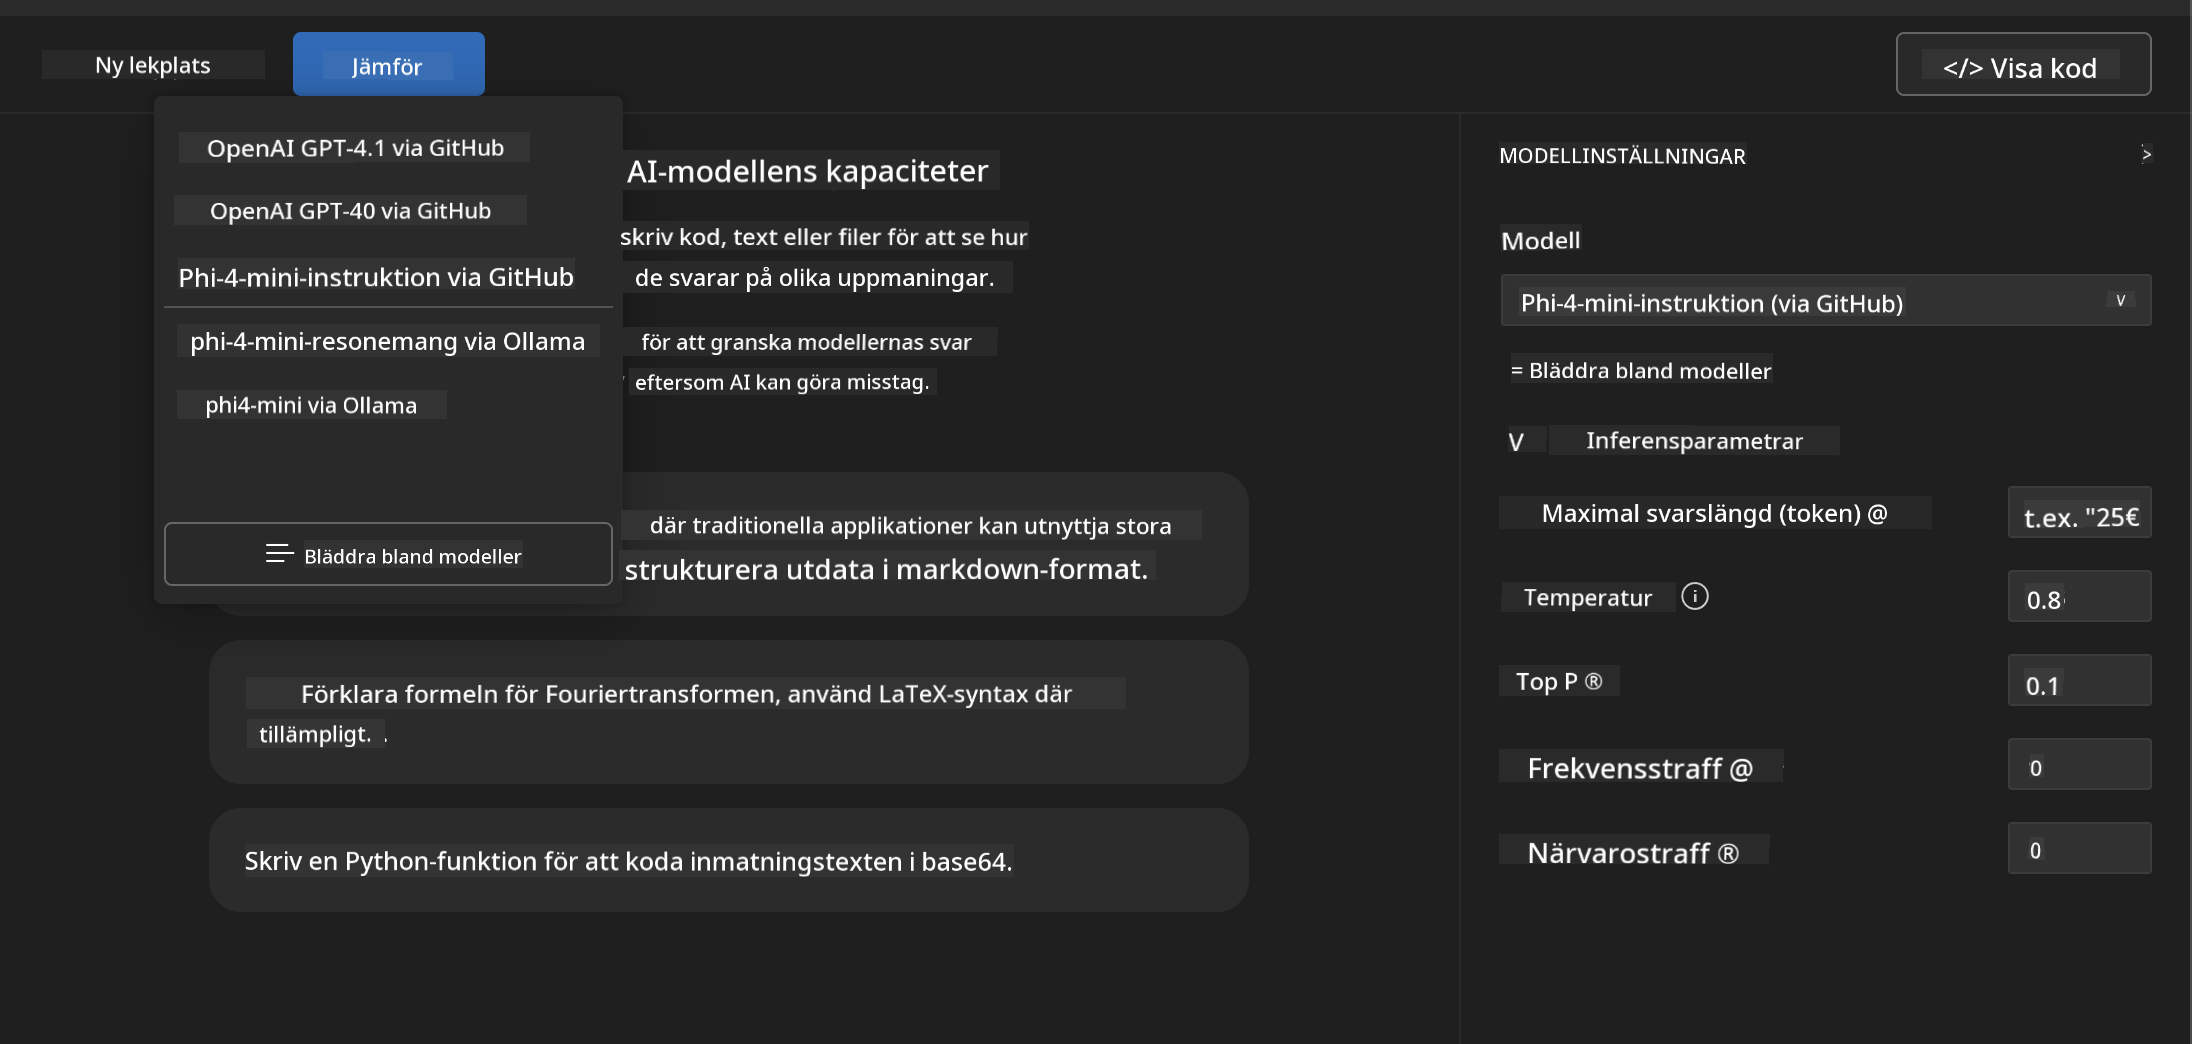 Ny lekplats
Jämför
</> Visa kod
OpenAI GPT-4.1 via GitHub
OpenAI GPT-40 via GitHub
Phi-4-mini-instruktion via GitHub
phi-4-mini-resonemang via Ollama
phi4-mini via Ollama
Bläddra bland modeller
AI-modellens kapaciteter
skriv kod, text eller filer för att se hur
de svarar på olika uppmaningar.
för att granska modellernas svar
eftersom AI kan göra misstag.
där traditionella applikationer kan utnyttja stora
strukturera utdata i markdown-format.
Förklara formeln för Fouriertransformen, använd LaTeX-syntax där
tillämpligt. .
Skriv en Python-funktion för att koda inmatningstexten i base64.
MODELLINSTÄLLNINGAR >
Modell
Phi-4-mini-instruktion (via GitHub) v
= Bläddra bland modeller
V Inferensparametrar
Maximal svarslängd (token) @ t.ex. "25€
Temperatur i 0.8
Top P ® 0.1
Frekvensstraff @ 0
Närvarostraff ® 0